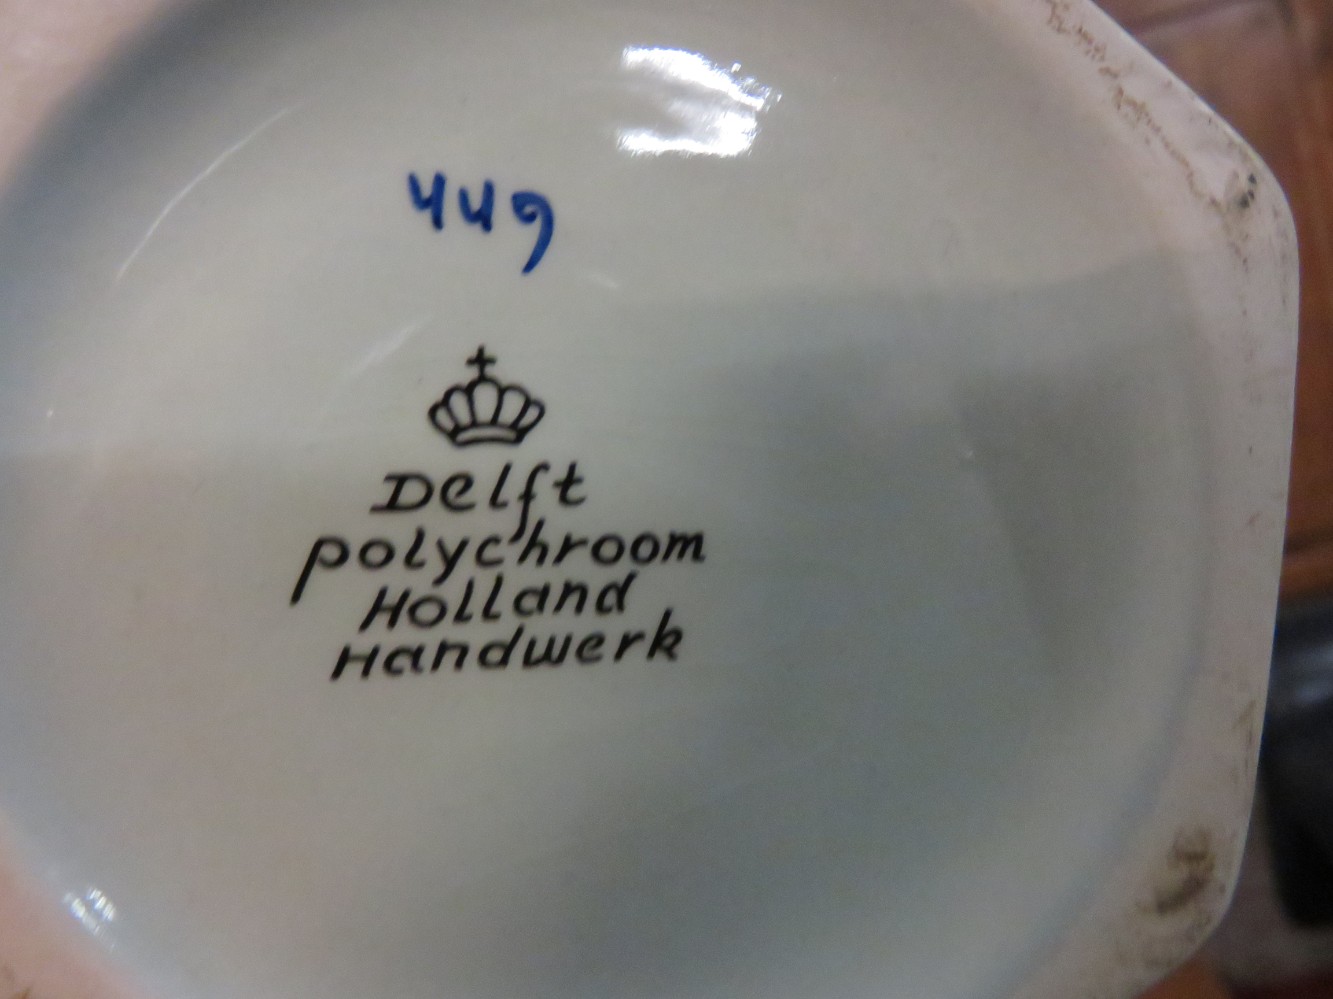 449
Delft
polychroom
Holland
Handwerk